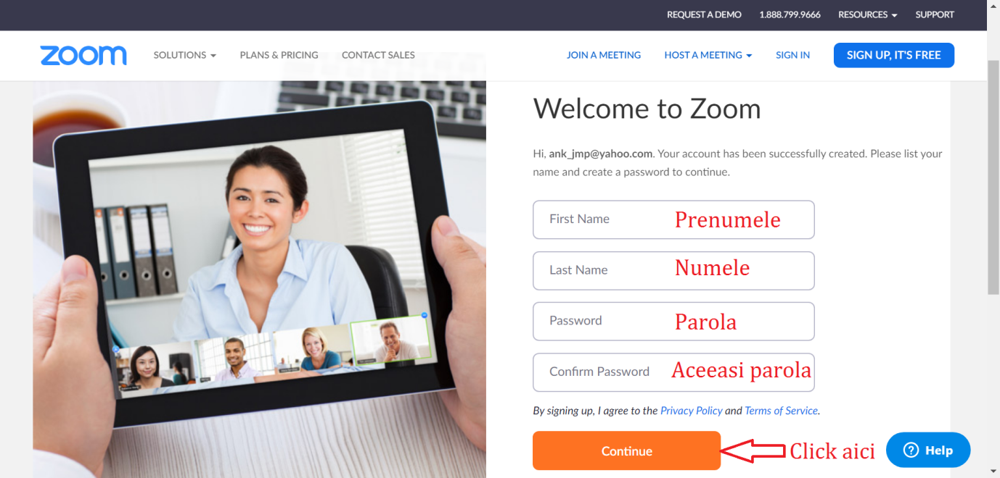 REQUEST A DEMO 1.888.799.9666 RESOURCES SUPPORT
zoom SOLUTIONS PLANS & PRICING CONTACT SALES JOIN A MEETING HOST A MEETING SIGN IN SIGN UP, IT'S FREE
Welcome to Zoom
Hi, ank_jmp@yahoo.com. Your account has been successfully created. Please list your
name and create a password to continue.
First Name Prenumele
Last Name Numele
Password Parola
Confirm Password Aceeasi parola
By signing up, I agree to the Privacy Policy and Terms of Service.
Continue Click aici Help